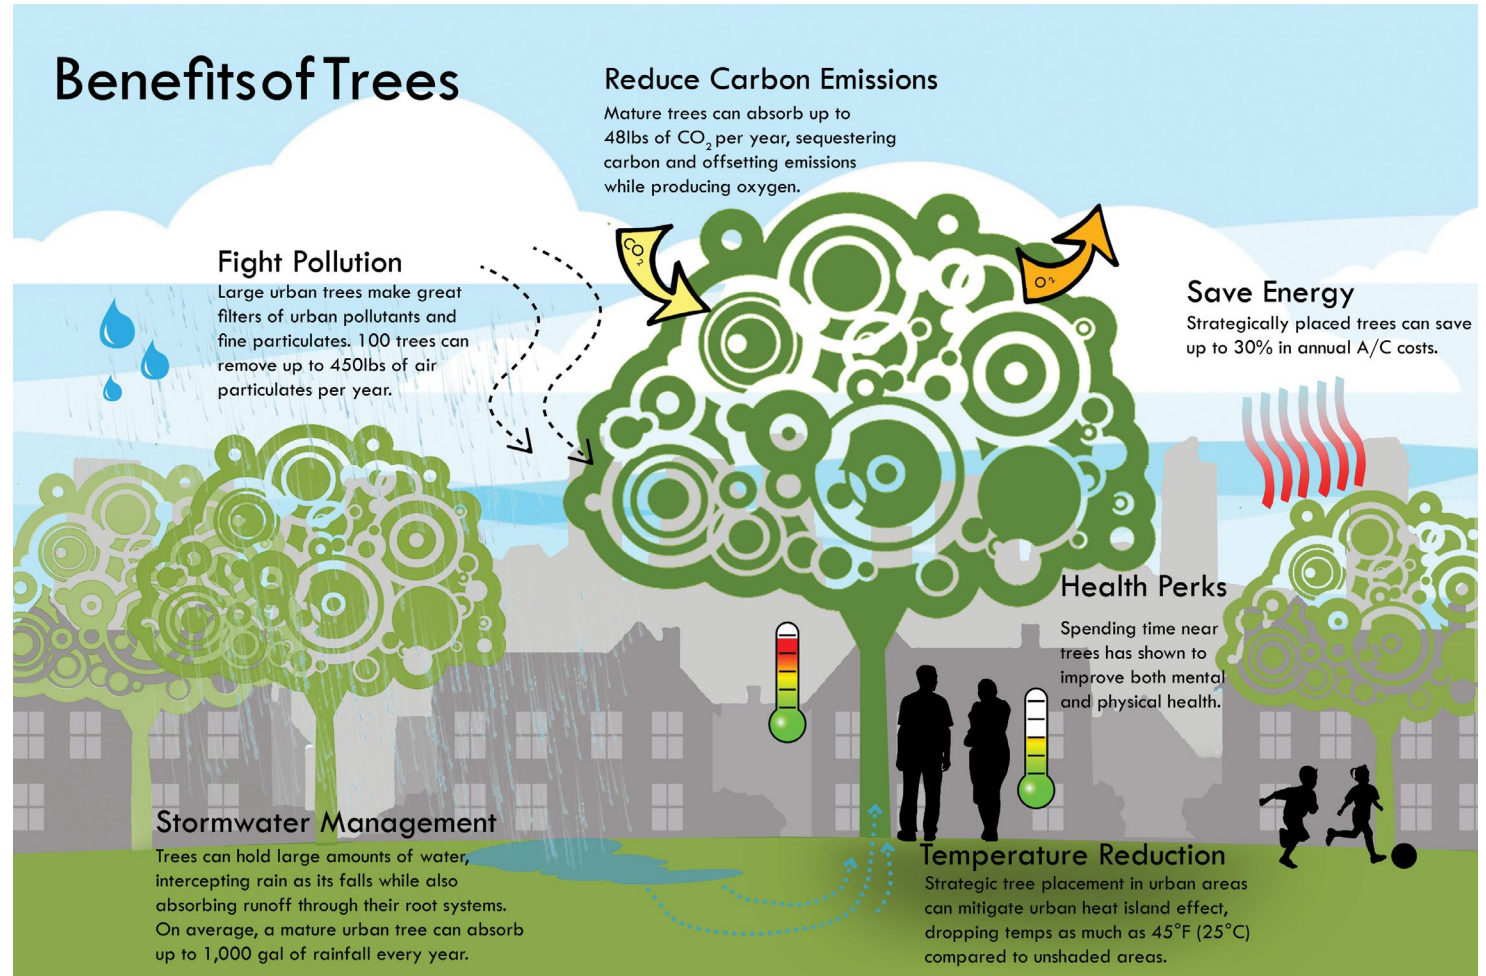 Benefits of Trees
Reduce Carbon Emissions
Mature trees can absorb up to
48lbs of CO₂ per year, sequestering
carbon and offsetting emissions
while producing oxygen.
CO₂
O₂
Fight Pollution
Large urban trees make great
filters of urban pollutants and
fine particulates. 100 trees can
remove up to 450lbs of air
particulates per year.
Save Energy
Strategically placed trees can save
up to 30% in annual A/C costs.
Health Perks
Spending time near
trees has shown to
improve both mental
and physical health.
Stormwater Management
Trees can hold large amounts of water,
intercepting rain as its falls while also
absorbing runoff through their root systems.
On average, a mature urban tree can absorb
up to 1,000 gal of rainfall every year.
Temperature Reduction
Strategic tree placement in urban areas
can mitigate urban heat island effect,
dropping temps as much as 45°F (25°C)
compared to unshaded areas.